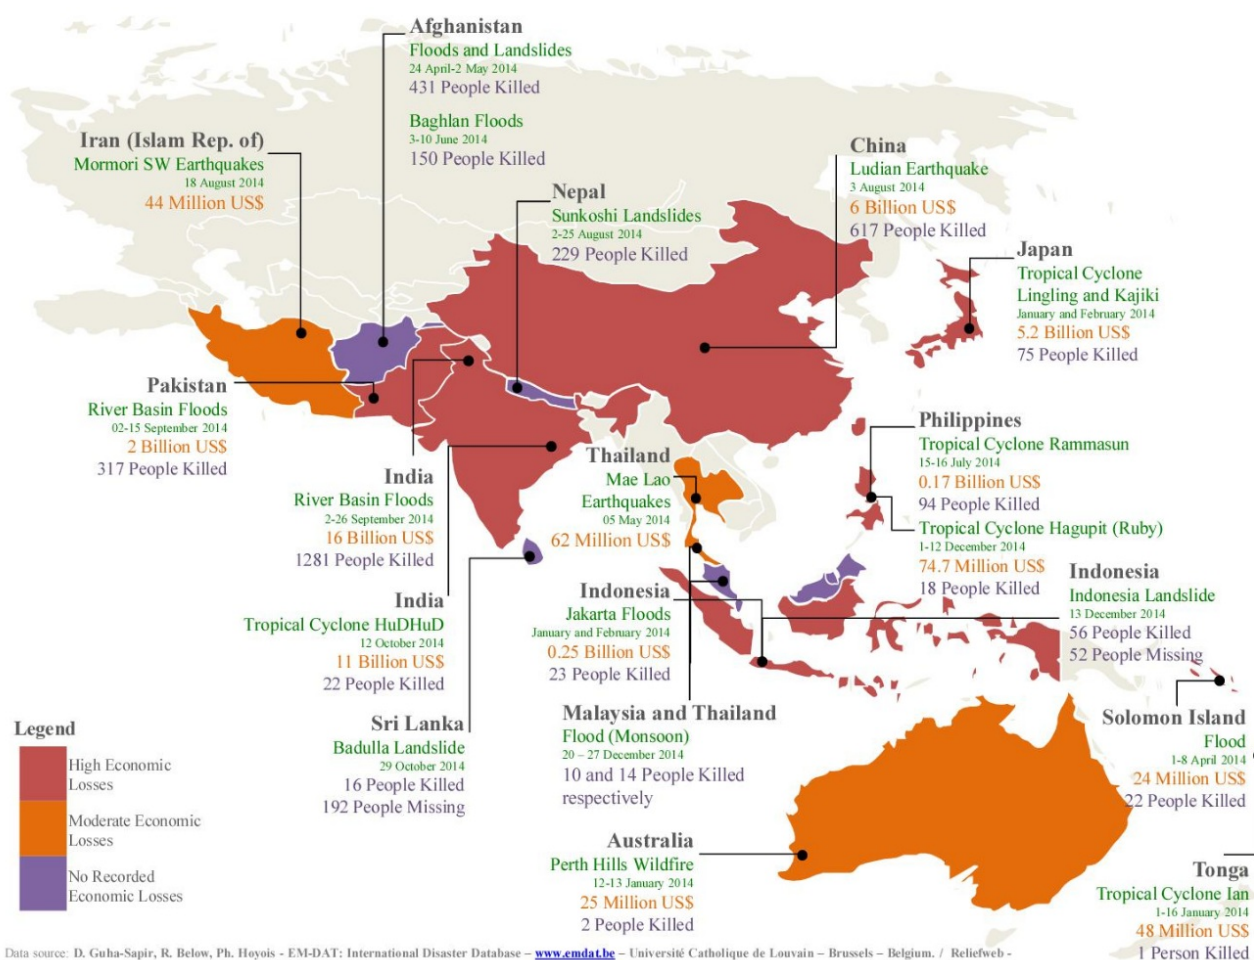 Afghanistan
Floods and Landslides
24 April-2 May 2014
431 People Killed
Baghlan Floods
3-10 June 2014
150 People Killed
Iran (Islam Rep. of)
Mormori SW Earthquakes
18 August 2014
44 Million US$
Nepal
Sunkoshi Landslides
2-25 August 2014
229 People Killed
China
Ludian Earthquake
3 August 2014
6 Billion US$
617 People Killed
Japan
Tropical Cyclone
Lingling and Kajiki
January and February 2014
5.2 Billion US$
75 People Killed
Pakistan
River Basin Floods
02-15 September 2014
2 Billion US$
317 People Killed
India
River Basin Floods
2-26 September 2014
16 Billion US$
1281 People Killed
Thailand
Mae Lao
Earthquakes
05 May 2014
62 Million US$
Philippines
Tropical Cyclone Rammasun
15-16 July 2014
0.17 Billion US$
94 People Killed
Tropical Cyclone Hagupit (Ruby)
1-12 December 2014
74.7 Million US$
18 People Killed
India
Tropical Cyclone HuDHuD
12 October 2014
11 Billion US$
22 People Killed
Indonesia
Jakarta Floods
January and February 2014
0.25 Billion US$
23 People Killed
Indonesia
Indonesia Landslide
13 December 2014
56 People Killed
52 People Missing
Sri Lanka
Badulla Landslide
29 October 2014
16 People Killed
192 People Missing
Malaysia and Thailand
Flood (Monsoon)
20 – 27 December 2014
10 and 14 People Killed
respectively
Solomon Island
Flood
1-8 April 2014
24 Million US$
22 People Killed
Legend
High Economic
Losses
Moderate Economic
Losses
No Recorded
Economic Losses
Australia
Perth Hills Wildfire
12-13 January 2014
25 Million US$
2 People Killed
Tonga
Tropical Cyclone Ian
1-16 January 2014
48 Million US$
1 Person Killed
Data source: D. Guha-Sapir, R. Below, Ph. Hoyois - EM-DAT: International Disaster Database – www.emdat.be – Université Catholique de Louvain – Brussels – Belgium. / Reliefweb -